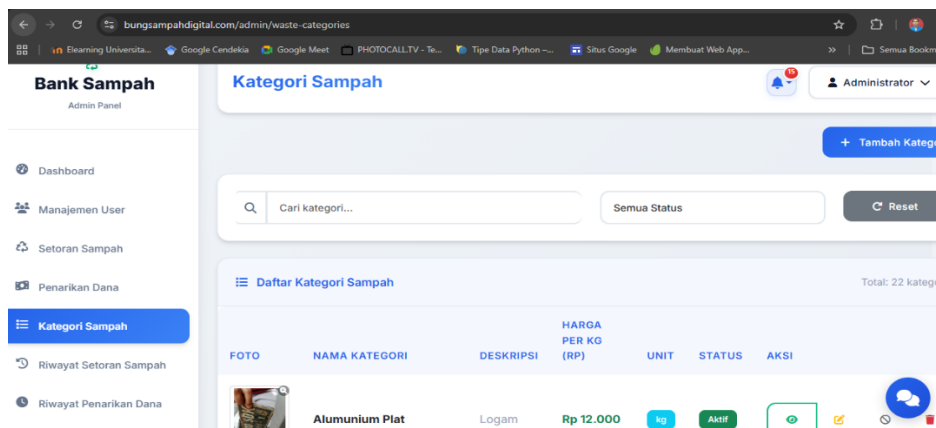 bungsampahdigital.com/admin/waste-categories
Elearning Universita... Google Cendekia Google Meet PHOTOCALL.TV - Te... Tipe Data Python –... Situs Google Membuat Web App... » Semua Bookm
Bank Sampah
Admin Panel
Kategori Sampah
15
Administrator
+ Tambah Katego
Dashboard
Manajemen User
Setoran Sampah
Penarikan Dana
Kategori Sampah
Riwayat Setoran Sampah
Riwayat Penarikan Dana
Cari kategori...
Semua Status
Reset
Daftar Kategori Sampah
Total: 22 katego
FOTO NAMA KATEGORI DESKRIPSI HARGA PER KG (RP) UNIT STATUS AKSI
Alumunium Plat Logam Rp 12.000 kg Aktif